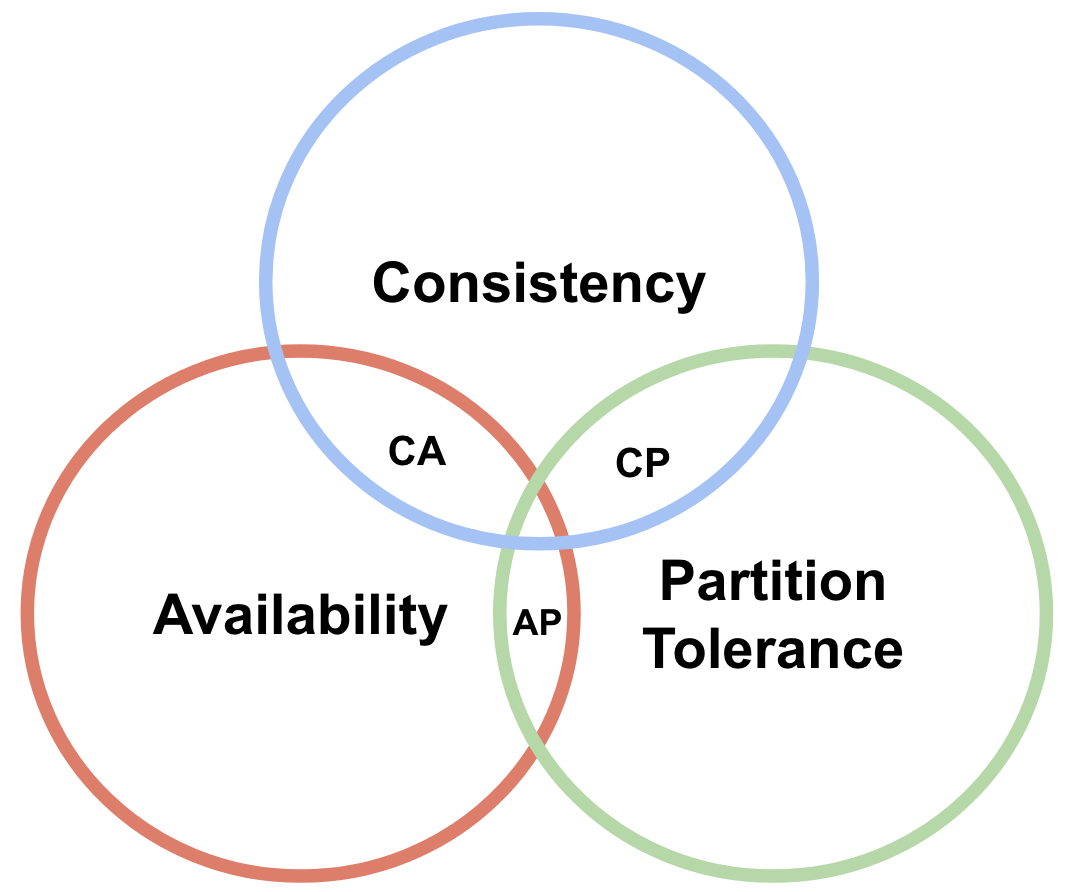 Consistency
CA
CP
Availability
AP
Partition
Tolerance